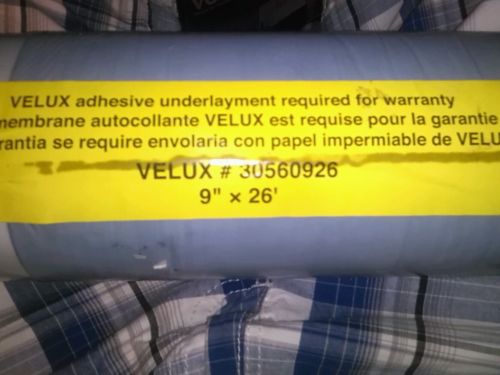 VELUX adhesive underlayment required for warranty
membrane autocollante VELUX est requise pour la garantie
rantia se require envolaria con papel impermiable de VELU
VELUX # 30560926
9" × 26'